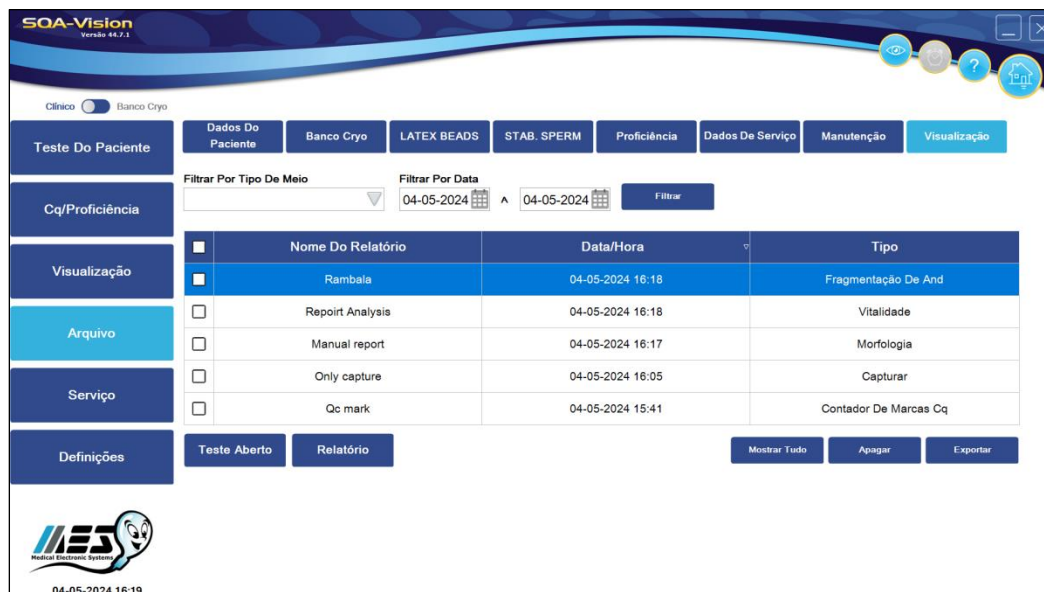 SQA-Vision
Versão 44.7.1
?
Clínico Banco Cryo
Teste Do Paciente
Cq/Proficiência
Visualização
Arquivo
Serviço
Definições
Dados Do
Paciente
Banco Cryo
LATEX BEADS
STAB. SPERM
Proficiência
Dados De Serviço
Manutenção
Visualização
Filtrar Por Tipo De Meio
Filtrar Por Data
04-05-2024 ^ 04-05-2024 Filtrar
Nome Do Relatório Data/Hora Tipo
Rambala 04-05-2024 16:18 Fragmentação De And
Repoirt Analysis 04-05-2024 16:18 Vitalidade
Manual report 04-05-2024 16:17 Morfologia
Only capture 04-05-2024 16:05 Capturar
Qc mark 04-05-2024 15:41 Contador De Marcas Cq
Teste Aberto Relatório Mostrar Tudo Apagar Exportar
MES
Medical Electronic Systems
04-05-2024 16:19